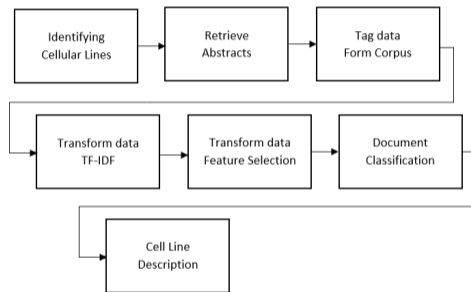 Identifying
Cellular Lines
Retrieve
Abstracts
Tag data
Form Corpus
Transform data
TF-IDF
Transform data
Feature Selection
Document
Classification
Cell Line
Description